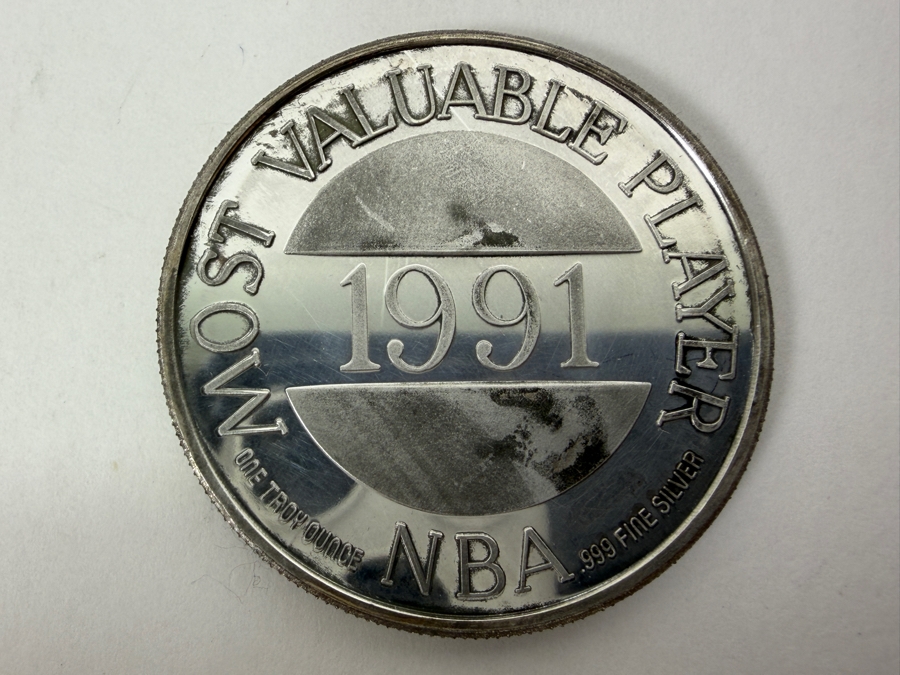 MOST VALUABLE PLAYER
1991
ONE TROY OUNCE
NBA
.999 FINE SILVER